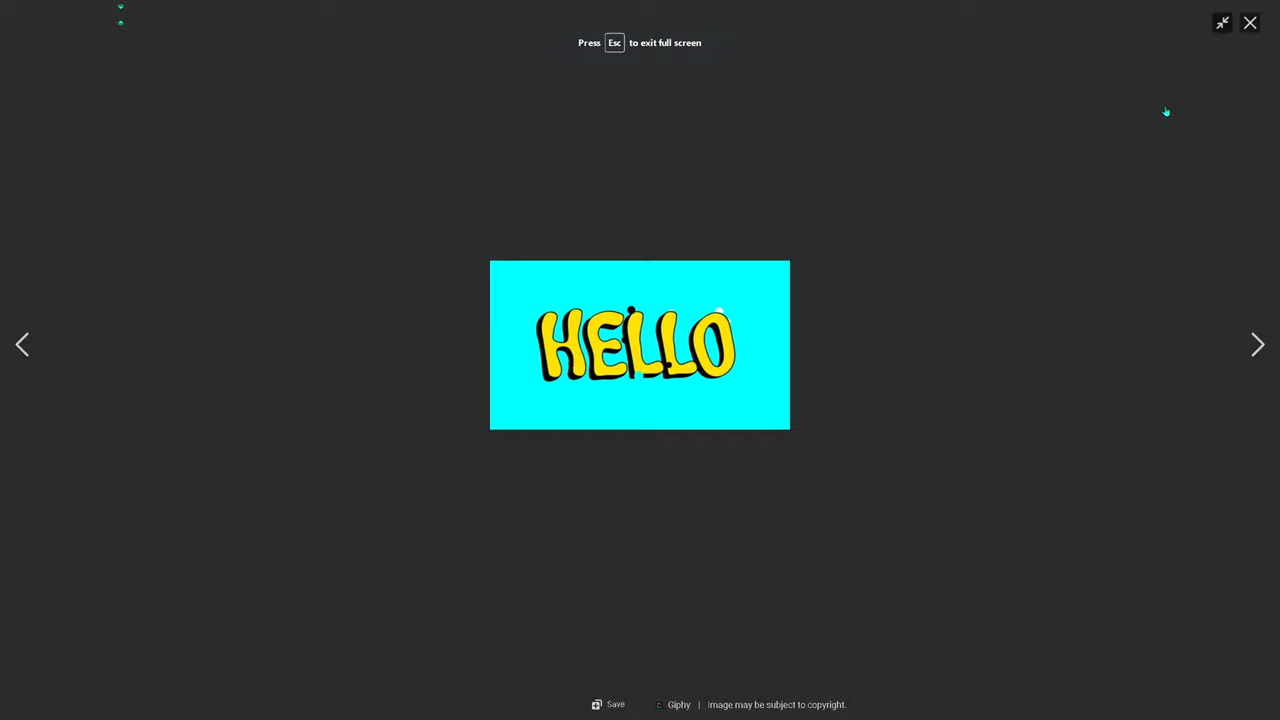 Press Esc to exit full screen
HELLO
Save Giphy | Image may be subject to copyright.